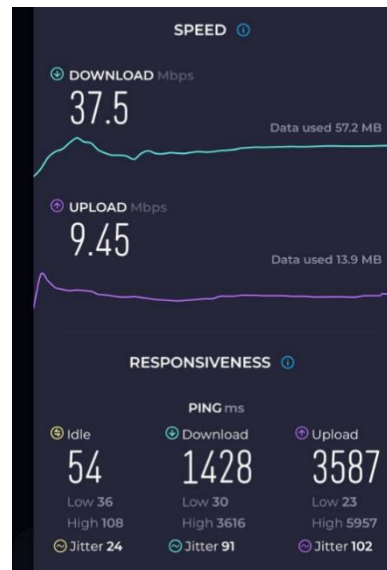 SPEED
DOWNLOAD Mbps
37.5
Data used 57.2 MB
UPLOAD Mbps
9.45
Data used 13.9 MB
RESPONSIVENESS
PING ms
Idle Download Upload
54 1428 3587
Low 36 Low 30 Low 23
High 108 High 3616 High 5957
Jitter 24 Jitter 91 Jitter 102